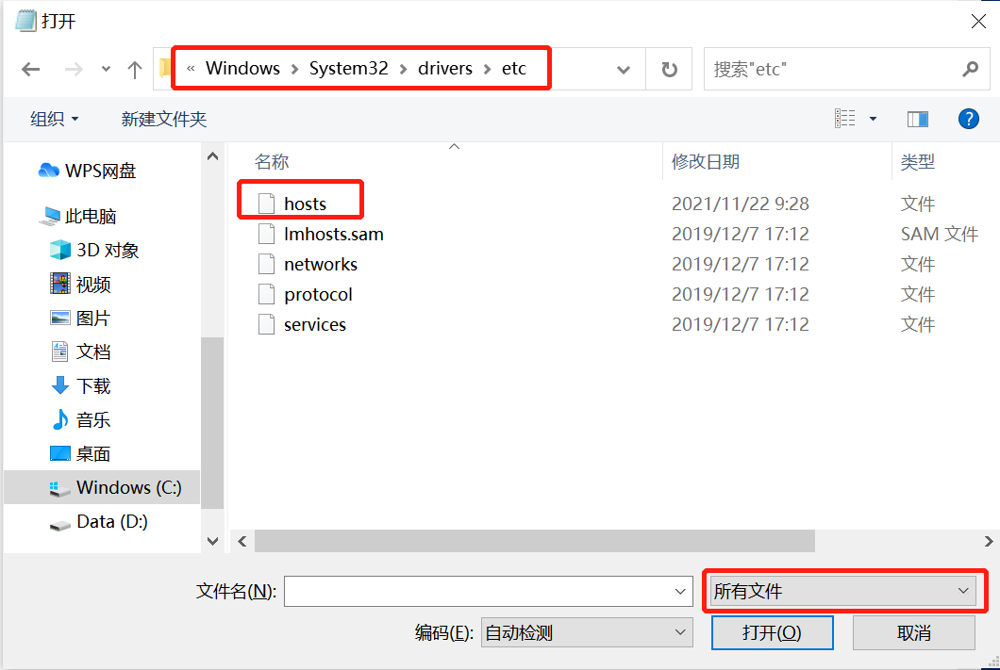 打开
« Windows > System32 > drivers > etc
搜索"etc"
组织
新建文件夹
?
WPS网盘
此电脑
3D 对象
视频
图片
文档
下载
音乐
桌面
Windows (C:)
Data (D:)
名称 修改日期 类型
hosts 2021/11/22 9:28 文件
lmhosts.sam 2019/12/7 17:12 SAM 文件
networks 2019/12/7 17:12 文件
protocol 2019/12/7 17:12 文件
services 2019/12/7 17:12 文件
文件名(N): 所有文件
编码(E): 自动检测 打开(O) 取消